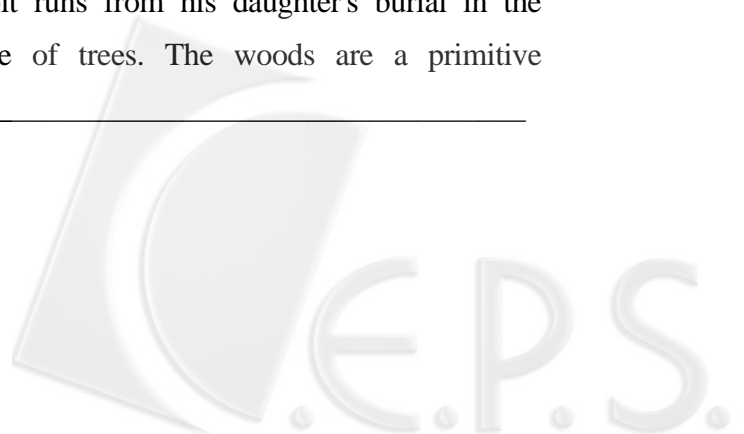 runs from his daughter's burial in the
of trees. The woods are a primitive
C.E.P.S.